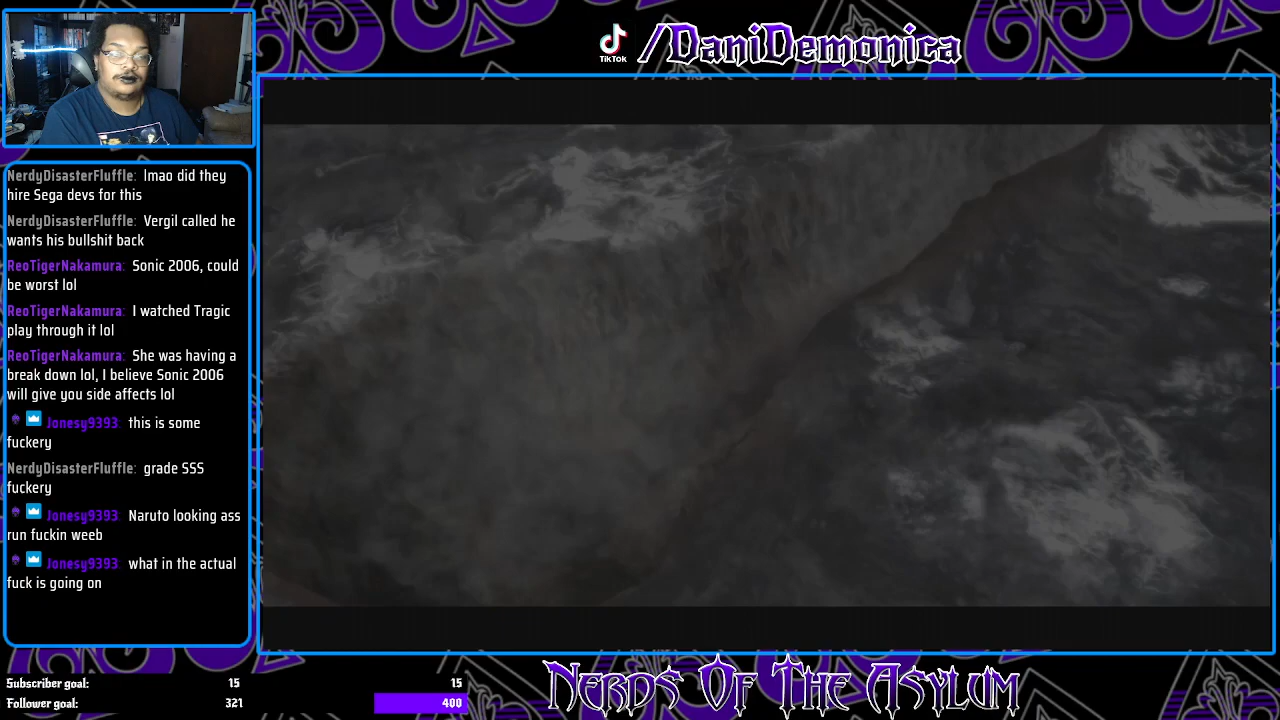 TikTok
/DaniDemonica
NerdyDisasterFluffle: lmao did they
hire Sega devs for this
NerdyDisasterFluffle: Vergil called he
wants his bullshit back
ReoTigerNakamura: Sonic 2006, could
be worst lol
ReoTigerNakamura: I watched Tragic
play through it lol
ReoTigerNakamura: She was having a
break down lol, I believe Sonic 2006
will give you side affects lol
Jonesy9393: this is some
fuckery
NerdyDisasterFluffle: grade SSS
fuckery
Jonesy9393: Naruto looking ass
run fuckin weeb
Jonesy9393: what in the actual
fuck is going on
Subscriber goal: 15 15
Follower goal: 321 400
Nerds Of The Asylum